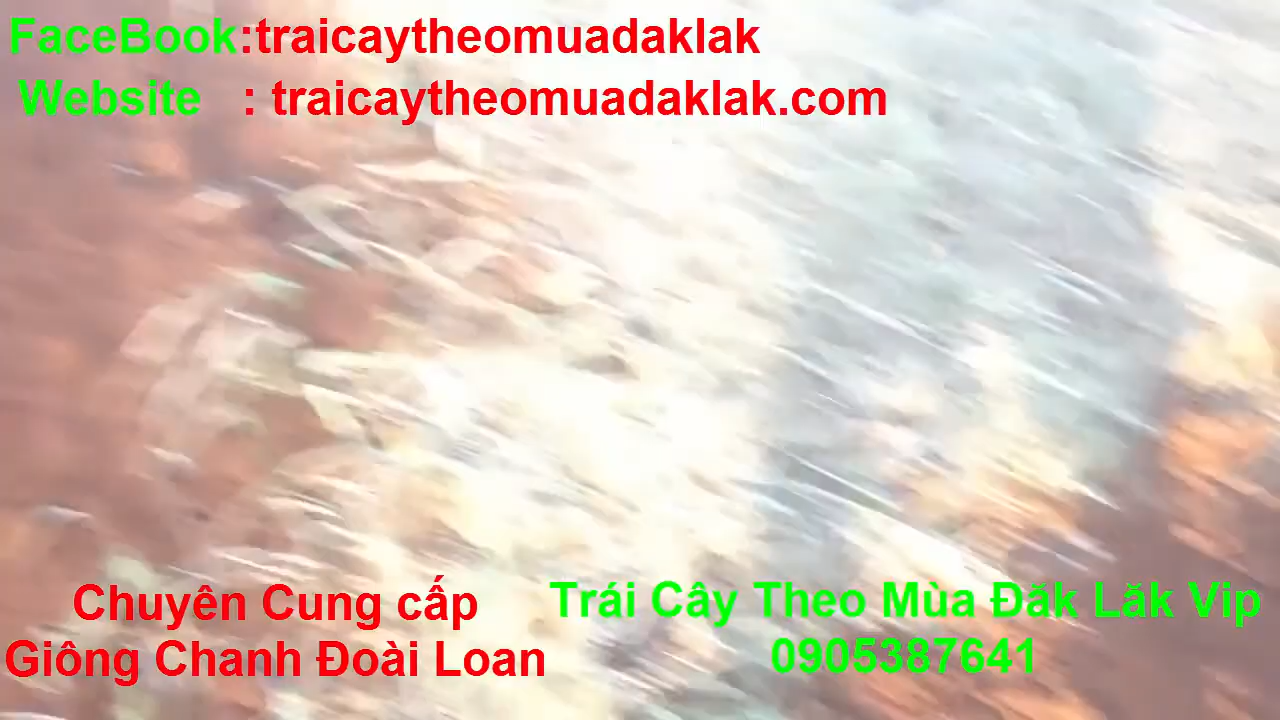 FaceBook:traicaytheomuadaklak
Website : traicaytheomuadaklak.com
Chuyên Cung cấp
Giông Chanh Đoài Loan
Trái Cây Theo Mùa Đăk Lăk Vip
0905387641